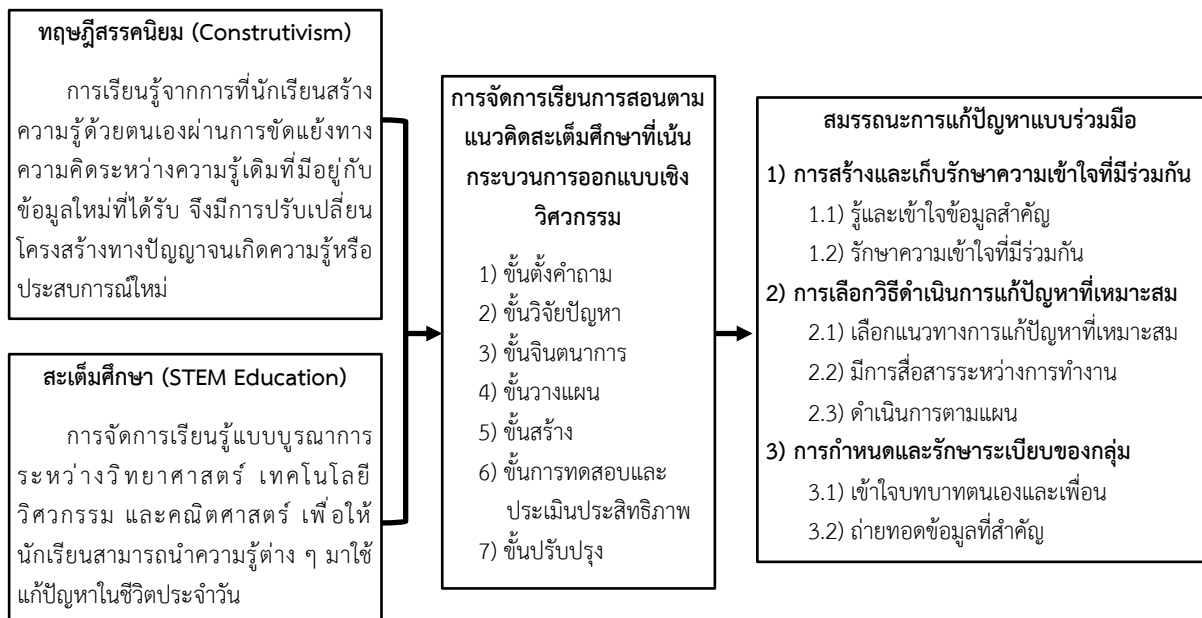 ทฤษฎีสรรคนิยม (Construtivism)
การเรียนรู้จากการที่นักเรียนสร้าง
ความรู้ด้วยตนเองผ่านการขัดแย้งทาง
ความคิดระหว่างความรู้เดิมที่มีอยู่กับ
ข้อมูลใหม่ที่ได้รับ จึงมีการปรับเปลี่ยน
โครงสร้างทางปัญญาจนเกิดความรู้หรือ
ประสบการณ์ใหม่
สะเต็มศึกษา (STEM Education)
การจัดการเรียนรู้แบบบูรณาการ
ระหว่างวิทยาศาสตร์ เทคโนโลยี
วิศวกรรม และคณิตศาสตร์ เพื่อให้
นักเรียนสามารถนำความรู้ต่าง ๆ มาใช้
แก้ปัญหาในชีวิตประจำวัน
การจัดการเรียนการสอนตาม
แนวคิดสะเต็มศึกษาที่เน้น
กระบวนการออกแบบเชิง
วิศวกรรม
1) ขั้นตั้งคำถาม
2) ขั้นวิจัยปัญหา
3) ขั้นจินตนาการ
4) ขั้นวางแผน
5) ขั้นสร้าง
6) ขั้นการทดสอบและ
ประเมินประสิทธิภาพ
7) ขั้นปรับปรุง
สมรรถนะการแก้ปัญหาแบบร่วมมือ
1) การสร้างและเก็บรักษาความเข้าใจที่มีร่วมกัน
1.1) รู้และเข้าใจข้อมูลสำคัญ
1.2) รักษาความเข้าใจที่มีร่วมกัน
2) การเลือกวิธีดำเนินการแก้ปัญหาที่เหมาะสม
2.1) เลือกแนวทางการแก้ปัญหาที่เหมาะสม
2.2) มีการสื่อสารระหว่างการทำงาน
2.3) ดำเนินการตามแผน
3) การกำหนดและรักษาระเบียบของกลุ่ม
3.1) เข้าใจบทบาทตนเองและเพื่อน
3.2) ถ่ายทอดข้อมูลที่สำคัญ